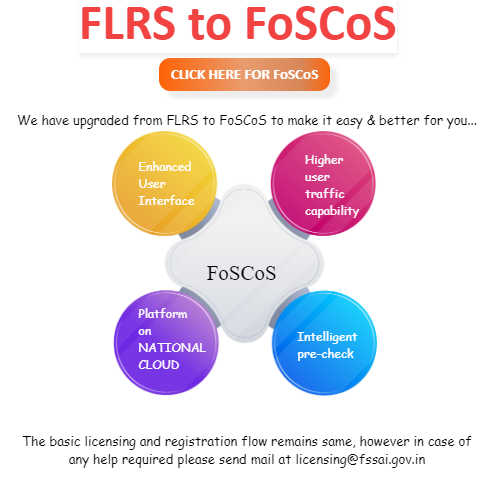 FLRS to FoSCoS
CLICK HERE FOR FoSCoS
We have upgraded from FLRS to FoSCoS to make it easy & better for you...
Enhanced
User
Interface
Higher
user
traffic
capability
FoSCoS
Platform
on
NATIONAL
CLOUD
Intelligent
pre-check
The basic licensing and registration flow remains same, however in case of
any help required please send mail at licensing@fssai.gov.in